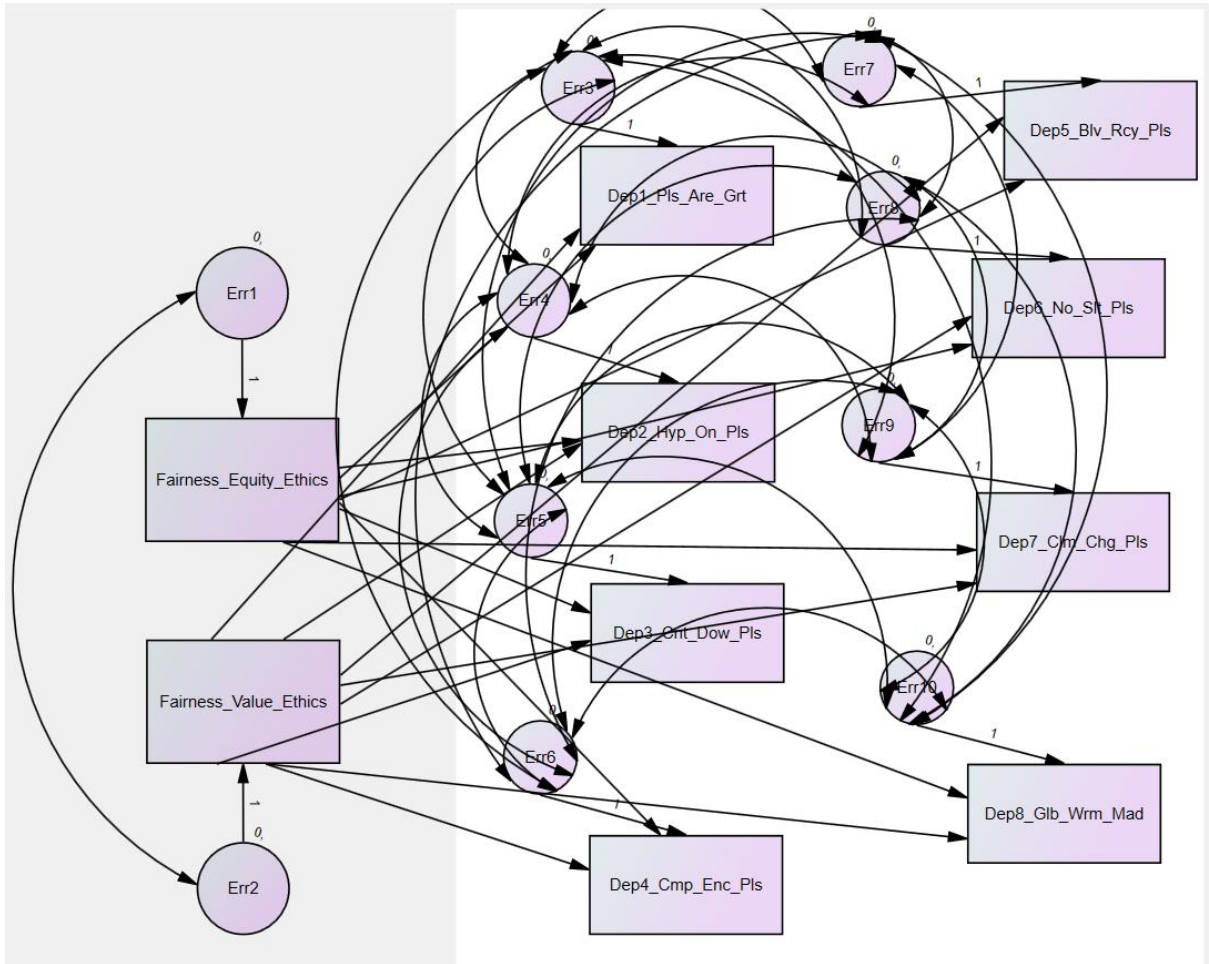 0,
Err3
0,
Err7
1
Dep5_Blv_Rcy_Pls
1
Dep1_Pls_Are_Grt
0,
Err8
1
Dep6_No_Slt_Pls
0,
Err1
1
Fairness_Equity_Ethics
0,
Err4
1
Dep2_Hyp_On_Pls
0,
Err9
1
Dep7_Clm_Chg_Pls
0,
Err5
1
Dep3_Cnt_Dow_Pls
Fairness_Value_Ethics
1
0,
Err2
0,
Err6
1
Dep4_Cmp_Enc_Pls
0,
Err10
1
Dep8_Glb_Wrm_Mad